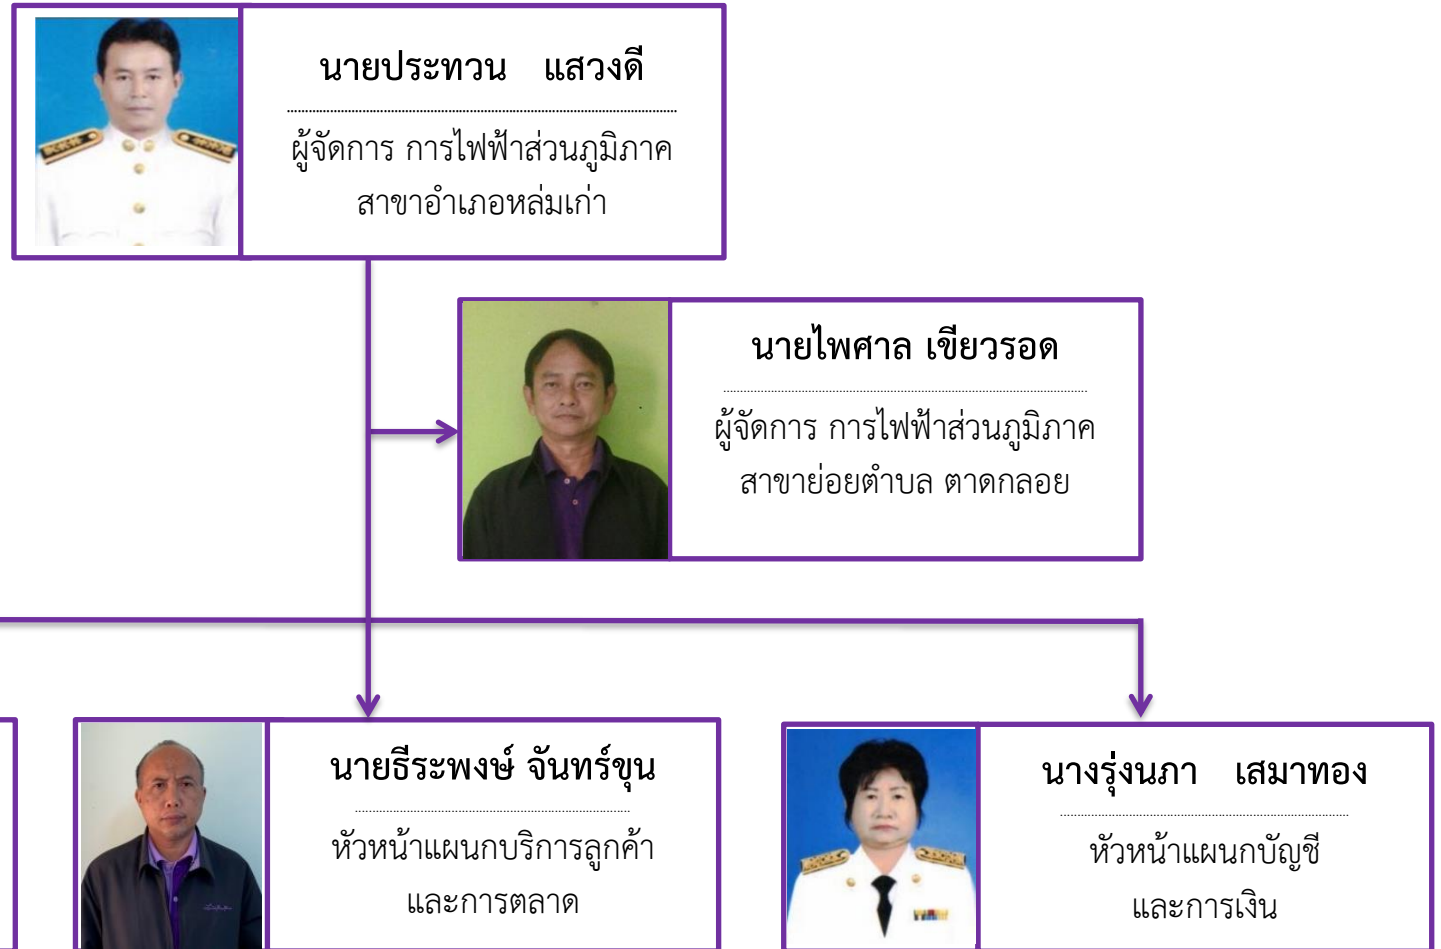 นายประทวน แสวงดี
ผู้จัดการ การไฟฟ้าส่วนภูมิภาค
สาขาอำเภอหล่มเก่า
นายไพศาล เขียวรอด
ผู้จัดการ การไฟฟ้าส่วนภูมิภาค
สาขาย่อยตำบล ตาดกลอย
นายธีระพงษ์ จันทร์ขุน
หัวหน้าแผนกบริการลูกค้า
และการตลาด
นางรุ่งนภา เสมาทอง
หัวหน้าแผนกบัญชี
และการเงิน